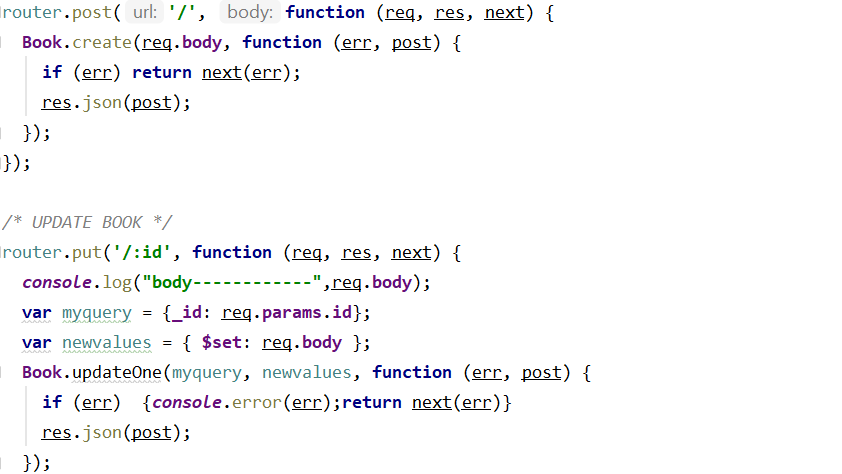 router.post( url: '/', body: function (req, res, next) {
  Book.create(req.body, function (err, post) {
    if (err) return next(err);
    res.json(post);
  });
});
/* UPDATE BOOK */
router.put('/:id', function (req, res, next) {
  console.log("body------------",req.body);
  var myquery = {_id: req.params.id};
  var newvalues = { $set: req.body };
  Book.updateOne(myquery, newvalues, function (err, post) {
    if (err)  {console.error(err);return next(err)}
    res.json(post);
  });